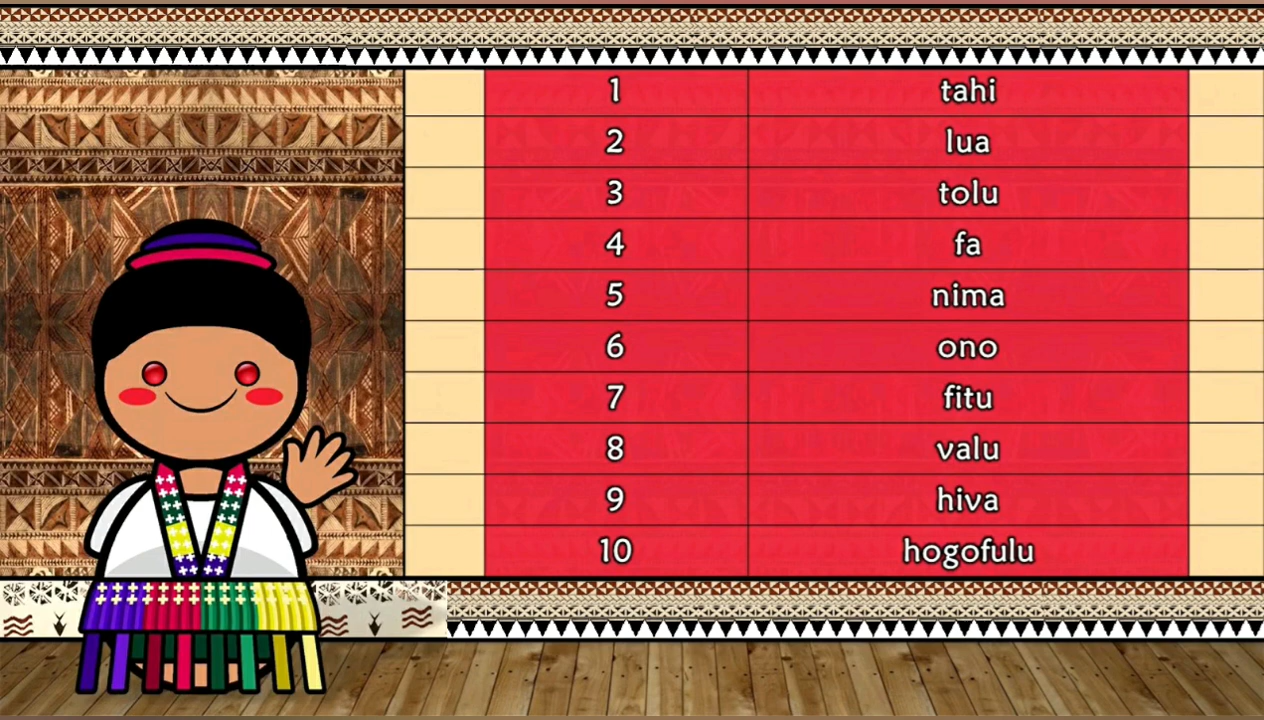 1 tahi
2 lua
3 tolu
4 fa
5 nima
6 ono
7 fitu
8 valu
9 hiva
10 hogofulu